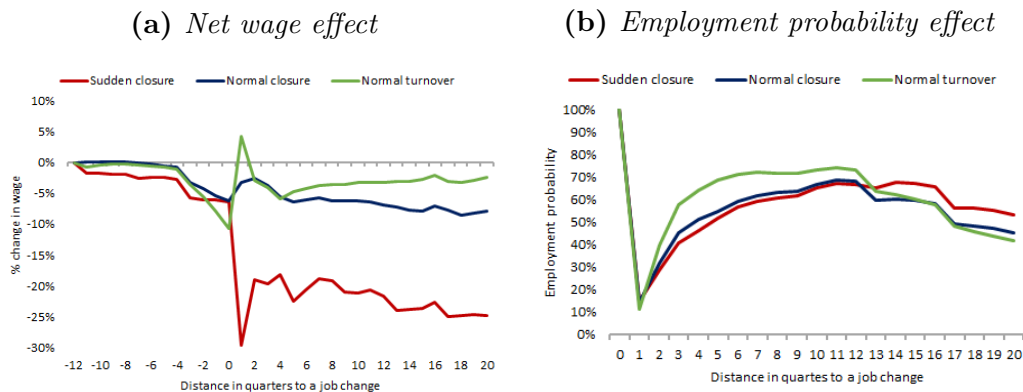 (a) Net wage effect
Sudden closure Normal closure Normal turnover
10%
5%
0%
-5%
-10%
-15%
-20%
-25%
-30%
% change in wage
-12 -10 -8 -6 -4 -2 0 2 4 6 8 10 12 14 16 18 20
Distance in quarters to a job change
(b) Employment probability effect
Sudden closure Normal closure Normal turnover
100%
90%
80%
70%
60%
50%
40%
30%
20%
10%
0%
Employment probability
0 1 2 3 4 5 6 7 8 9 10 11 12 13 14 15 16 17 18 19 20
Distance in quartes to a job change